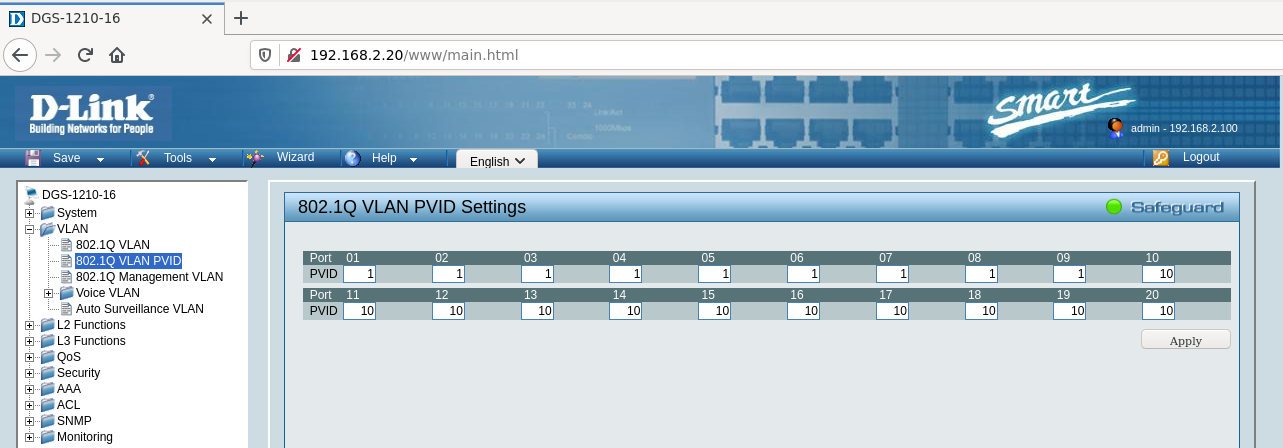 DGS-1210-16
192.168.2.20/www/main.html
D-Link
Building Networks for People
smart
admin - 192.168.2.100
Save Tools Wizard Help English Logout
DGS-1210-16
System
VLAN
802.1Q VLAN
802.1Q VLAN PVID
802.1Q Management VLAN
Voice VLAN
Auto Surveillance VLAN
L2 Functions
L3 Functions
QoS
Security
AAA
ACL
SNMP
Monitoring
802.1Q VLAN PVID Settings
Safeguard
Port 01 02 03 04 05 06 07 08 09 10
PVID 1 1 1 1 1 1 1 1 1 10
Port 11 12 13 14 15 16 17 18 19 20
PVID 10 10 10 10 10 10 10 10 10 10
Apply